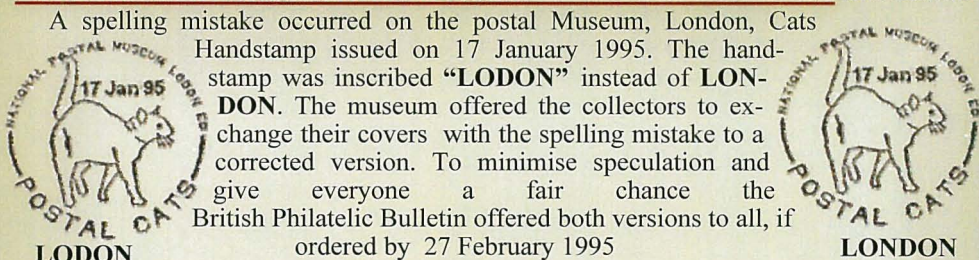 A spelling mistake occurred on the postal Museum, London, Cats
Handstamp issued on 17 January 1995. The hand-
stamp was inscribed “LODON” instead of LON-
DON. The museum offered the collectors to ex-
change their covers with the spelling mistake to a
corrected version. To minimise speculation and
give everyone a fair chance the
British Philatelic Bulletin offered both versions to all, if
ordered by 27 February 1995
NATIONAL POSTAL MUSEUM LODON EC
17 Jan 95
POSTAL CATS
LODON
NATIONAL POSTAL MUSEUM
17 Jan 95
POSTAL CATS
LONDON